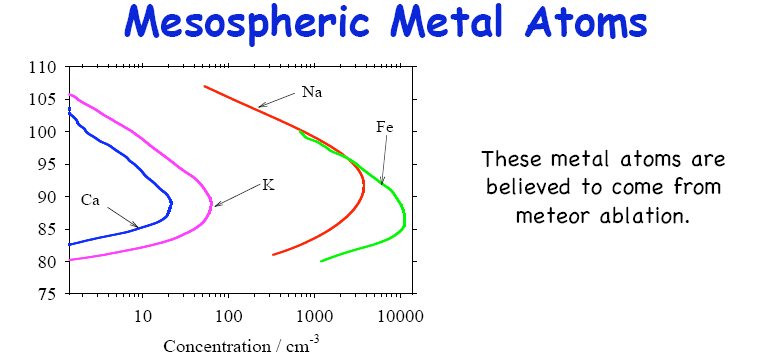 Mesospheric Metal Atoms
110
105
100
95
90
85
80
75
Na
Fe
K
Ca
10
100
1000
10000
Concentration / cm⁻³
These metal atoms are
believed to come from
meteor ablation.